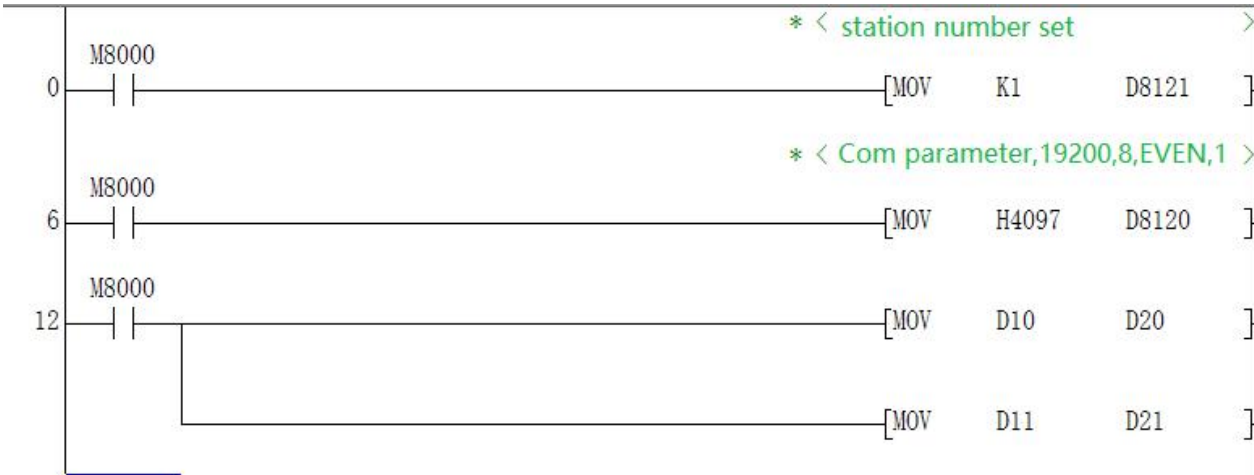 * < station number set >
M8000
0 [MOV K1 D8121 ]
* < Com parameter,19200,8,EVEN,1 >
M8000
6 [MOV H4097 D8120 ]
M8000
12 [MOV D10 D20 ]
[MOV D11 D21 ]